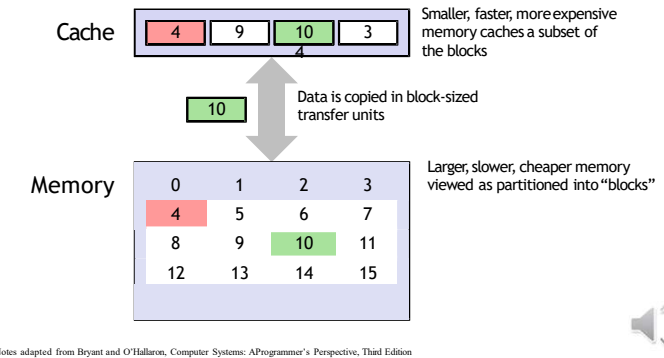 Smaller, faster, more expensive
memory caches a subset of
the blocks
Cache
4 9 10 3
4
Data is copied in block-sized
transfer units
10
Larger, slower, cheaper memory
viewed as partitioned into “blocks”
Memory
0 1 2 3
4 5 6 7
8 9 10 11
12 13 14 15
Notes adapted from Bryant and O’Hallaron, Computer Systems: AProgrammer’s Perspective, Third Edition